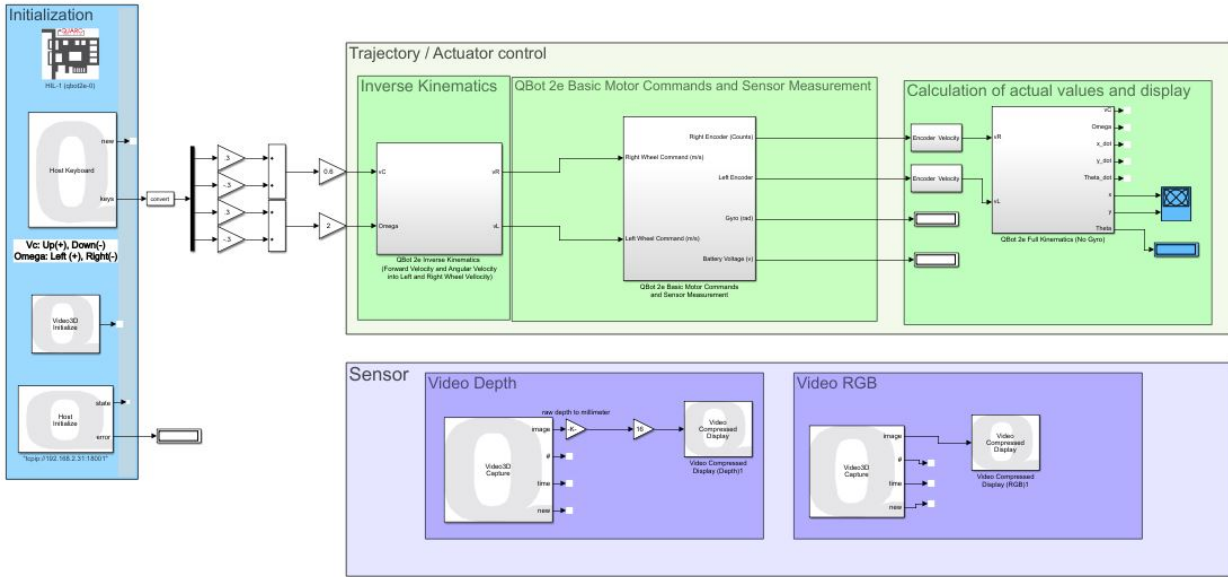 Initialization
QUARC
HIL-1 (qbot2e-0)
Host Keyboard
new
keys
convert
Vc: Up(+), Down(-)
Omega: Left (+), Right(-)
Video3D
Initialize
Host
Initialize
state
error
"tcpip://192.168.2.31:18001"
.3
-.3
.3
-.3
+
+
+
+
0.6
2
Trajectory / Actuator control
Inverse Kinematics
vC
Omega
vR
vL
QBot 2e Inverse Kinematics
(Forward Velocity and Angular Velocity
into Left and Right Wheel Vellocity)
QBot 2e Basic Motor Commands and Sensor Measurement
Right Wheel Command (m/s)
Left Wheel Command (m/s)
Right Encoder (Counts)
Left Encoder
Gyro (rad)
Battery Voltage (v)
QBot 2e Basic Motor Commands
and Sensor Measurement
Calculation of actual values and display
Encoder Velocity
Encoder Velocity
vR
vL
vC
Omega
x_dot
y_dot
Theta_dot
x
y
Theta
QBot 2e Full Kinematics (No Gyro)
Sensor
Video Depth
Video3D
Capture
image
#
time
new
raw depth to millimeter
-K-
16
Video
Compressed
Display
Video Compressed
Display (Depth)1
Video RGB
Video3D
Capture
image
#
time
new
Video
Compressed
Display
Video Compressed
Display (RGB)1